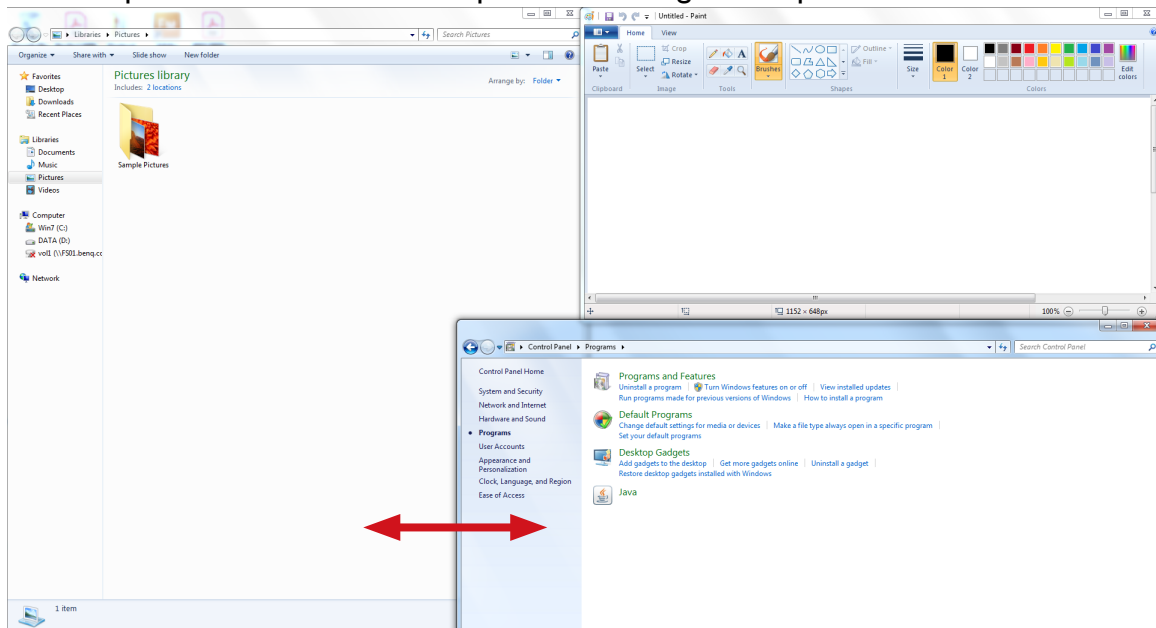 Libraries ▸ Pictures ▸
Search Pictures
Organize
Share with
Slide show
New folder
Favorites
Desktop
Downloads
Recent Places
Libraries
Documents
Music
Pictures
Videos
Computer
Win7 (C:)
DATA (D:)
vol1 (\\FS01.benq.cc
Network
Pictures library
Includes: 2 locations
Arrange by: Folder
Sample Pictures
1 item
Untitled - Paint
Home View
Paste
Clipboard
Select
Crop
Resize
Rotate
Image
A
Tools
Brushes
Outline
Fill
Shapes
Size
Color 1
Color 2
Edit colors
Colors
1152 × 648px
100%
Control Panel ▸ Programs ▸
Search Control Panel
Control Panel Home
System and Security
Network and Internet
Hardware and Sound
Programs
User Accounts
Appearance and
Personalization
Clock, Language, and Region
Ease of Access
Programs and Features
Uninstall a program | Turn Windows features on or off | View installed updates |
Run programs made for previous versions of Windows | How to install a program
Default Programs
Change default settings for media or devices | Make a file type always open in a specific program |
Set your default programs
Desktop Gadgets
Add gadgets to the desktop | Get more gadgets online | Uninstall a gadget |
Restore desktop gadgets installed with Windows
Java